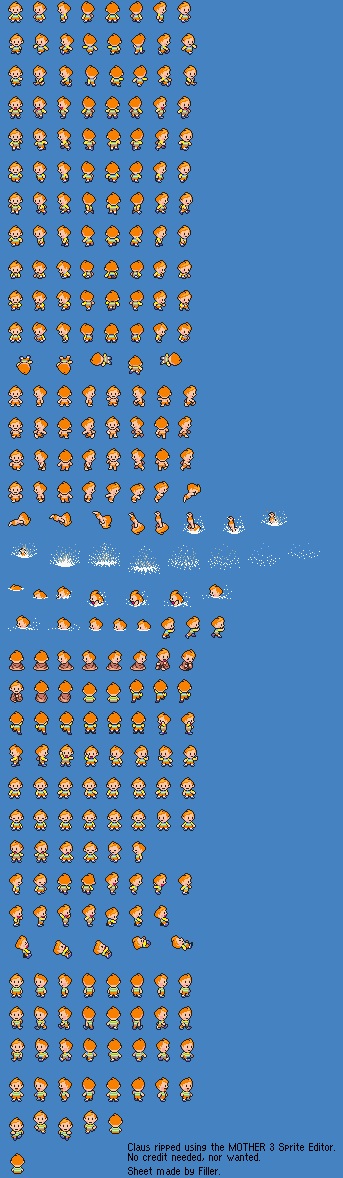 Claus ripped using the MOTHER 3 Sprite Editor.
No credit needed, nor wanted.
Sheet made by Filler.